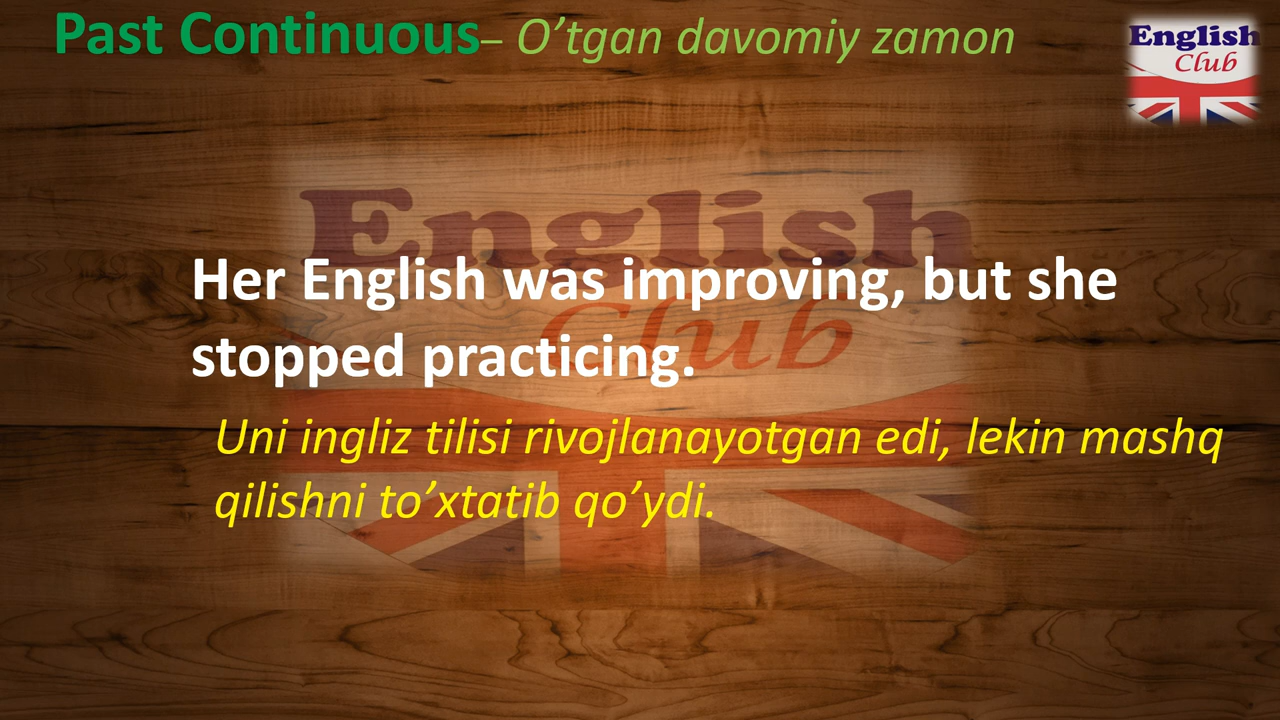 Past Continuous– O’tgan davomiy zamon
English
Club
English
Club
Her English was improving, but she
stopped practicing.
Uni ingliz tilisi rivojlanayotgan edi, lekin mashq
qilishni to’xtatib qo’ydi.